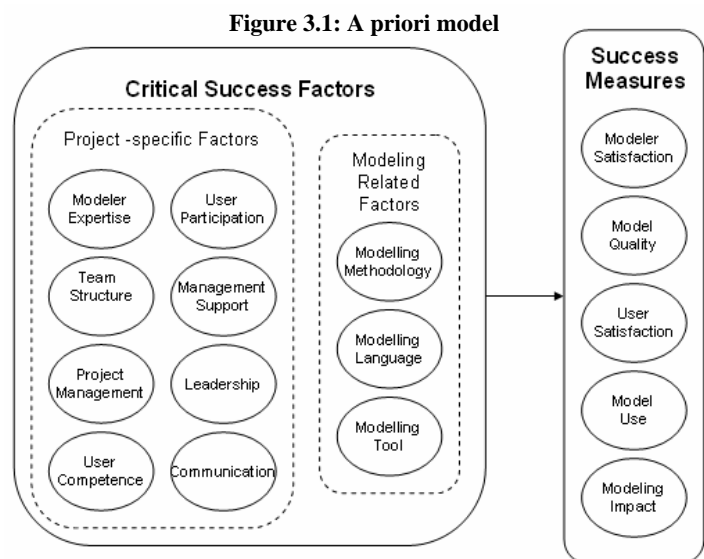 Figure 3.1: A priori model
Critical Success Factors
Project -specific Factors
Modeler
Expertise
User
Participation
Team
Structure
Management
Support
Project
Management
Leadership
User
Competence
Communication
Modeling
Related
Factors
Modelling
Methodology
Modelling
Language
Modelling
Tool
Success
Measures
Modeler
Satisfaction
Model
Quality
User
Satisfaction
Model
Use
Modeling
Impact